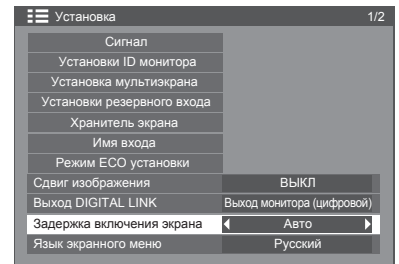 Установка 1/2
Сигнал
Установки ID монитора
Установка мультиэкрана
Установки резервного входа
Хранитель экрана
Имя входа
Режим ECO установки
Сдвиг изображения ВЫКЛ
Выход DIGITAL LINK Выход монитора (цифровой)
Задержка включения экрана Авто
Язык экранного меню Русский